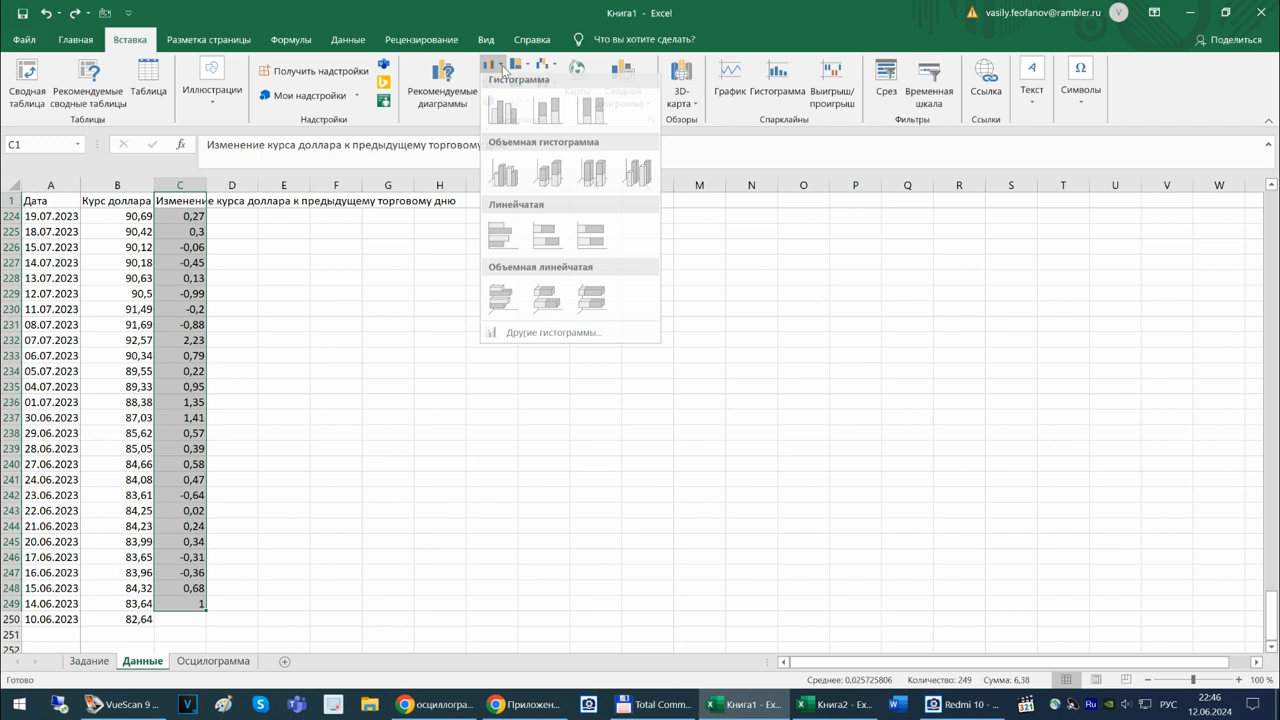 Книга1 - Excel
vasily.feofanov@rambler.ru
V
Файл
Главная
Вставка
Разметка страницы
Формулы
Данные
Рецензирование
Вид
Справка
Что вы хотите сделать?
Поделиться
Сводная таблица
Рекомендуемые сводные таблицы
Таблицы
Иллюстрации
Получить надстройки
Мои надстройки
Надстройки
Рекомендуемые диаграммы
Карты
Сводная диаграмма
3D-карта
Обзоры
График
Гистограмма
Выигрыш/проигрыш
Спарклайны
Срез
Временная шкала
Фильтры
Ссылка
Ссылки
Текст
Символы
Гистограмма
Объемная гистограмма
Линейчатая
Объемная линейчатая
Другие гистограммы...
C1
fx
Изменение курса доллара к предыдущему торговому
A B C D E F G H M N O P Q R S T U V W
1 Дата Курс доллара Изменение курса доллара к предыдущему торговому дню
224 19.07.2023 90,69 0,27
225 18.07.2023 90,42 0,3
226 15.07.2023 90,12 -0,06
227 14.07.2023 90,18 -0,45
228 13.07.2023 90,63 0,13
229 12.07.2023 90,5 -0,99
230 11.07.2023 91,49 -0,2
231 08.07.2023 91,69 -0,88
232 07.07.2023 92,57 2,23
233 06.07.2023 90,34 0,79
234 05.07.2023 89,55 0,22
235 04.07.2023 89,33 0,95
236 01.07.2023 88,38 1,35
237 30.06.2023 87,03 1,41
238 29.06.2023 85,62 0,57
239 28.06.2023 85,05 0,39
240 27.06.2023 84,66 0,58
241 24.06.2023 84,08 0,47
242 23.06.2023 83,61 -0,64
243 22.06.2023 84,25 0,02
244 21.06.2023 84,23 0,24
245 20.06.2023 83,99 0,34
246 17.06.2023 83,65 -0,31
247 16.06.2023 83,96 -0,36
248 15.06.2023 84,32 0,68
249 14.06.2023 83,64 1
250 10.06.2023 82,64
251
252
Задание
Данные
Осцилограмма
Готово
Среднее: 0,025725806
Количество: 249
Сумма: 6,38
100 %
VueScan 9 ...
осциллогра...
Приложен...
Total Comm...
Книга1 - Exc...
Книга2 - Exc...
Redmi 10 - ...
Ru
РУС
22:46
12.06.2024